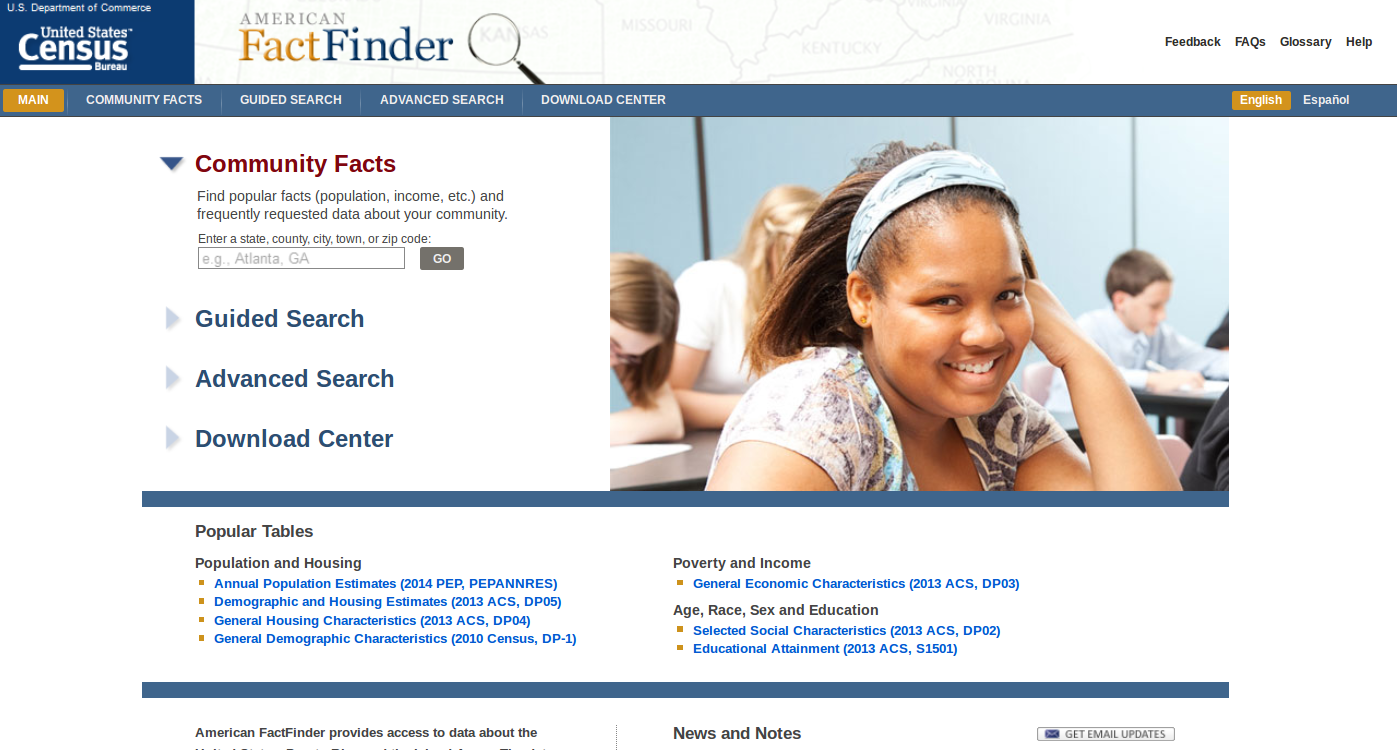 U.S. Department of Commerce
United States™
Census
Bureau
AMERICAN
FactFinder
KANSAS
MISSOURI
KENTUCKY
VIRGINIA
VIRGINIA
NORTH
CAROLINA
Feedback FAQs Glossary Help
MAIN COMMUNITY FACTS GUIDED SEARCH ADVANCED SEARCH DOWNLOAD CENTER English Español
Community Facts
Find popular facts (population, income, etc.) and
frequently requested data about your community.
Enter a state, county, city, town, or zip code:
e.g., Atlanta, GA GO
Guided Search
Advanced Search
Download Center
Popular Tables
Population and Housing
Annual Population Estimates (2014 PEP, PEPANNRES)
Demographic and Housing Estimates (2013 ACS, DP05)
General Housing Characteristics (2013 ACS, DP04)
General Demographic Characteristics (2010 Census, DP-1)
Poverty and Income
General Economic Characteristics (2013 ACS, DP03)
Age, Race, Sex and Education
Selected Social Characteristics (2013 ACS, DP02)
Educational Attainment (2013 ACS, S1501)
American FactFinder provides access to data about the
News and Notes
GET EMAIL UPDATES